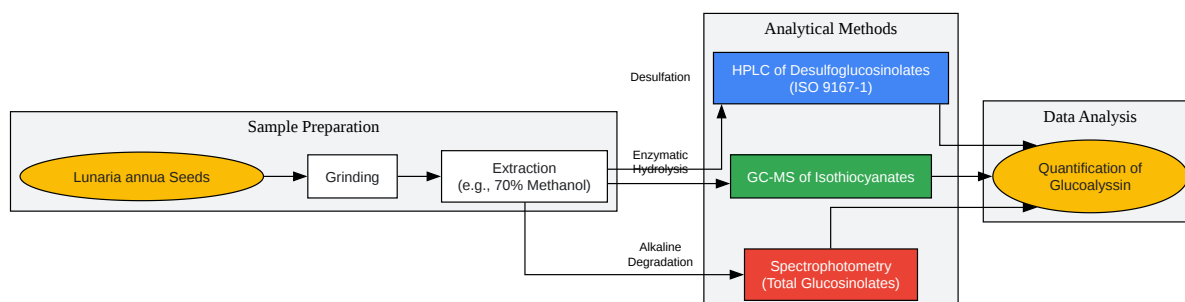 Analytical Methods
Desulfation
HPLC of Desulfoglucosinolates
(ISO 9167-1)
Sample Preparation
Data Analysis
Lunaria annua Seeds
Grinding
Extraction
(e.g., 70% Methanol)
Enzymatic
Hydrolysis
GC-MS of Isothiocyanates
Quantification of
Glucoalyssin
Alkaline
Degradation
Spectrophotometry
(Total Glucosinolates)